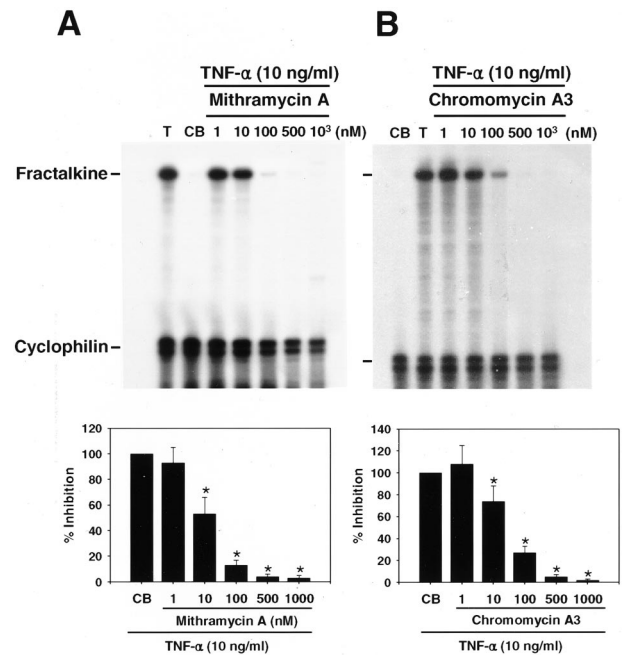 A
B
TNF-α (10 ng/ml)
Mithramycin A
T CB 1 10 100 500 10³ (nM)
TNF-α (10 ng/ml)
Chromomycin A3
CB T 1 10 100 500 10³ (nM)
Fractalkine
Cyclophilin
% Inhibition
120
100
80
60
40
20
0
* * * *
CB 1 10 100 500 1000
Mithramycin A (nM)
TNF-α (10 ng/ml)
% Inhibition
140
120
100
80
60
40
20
0
* * * *
CB 1 10 100 500 1000
Chromomycin A3
TNF-α (10 ng/ml)